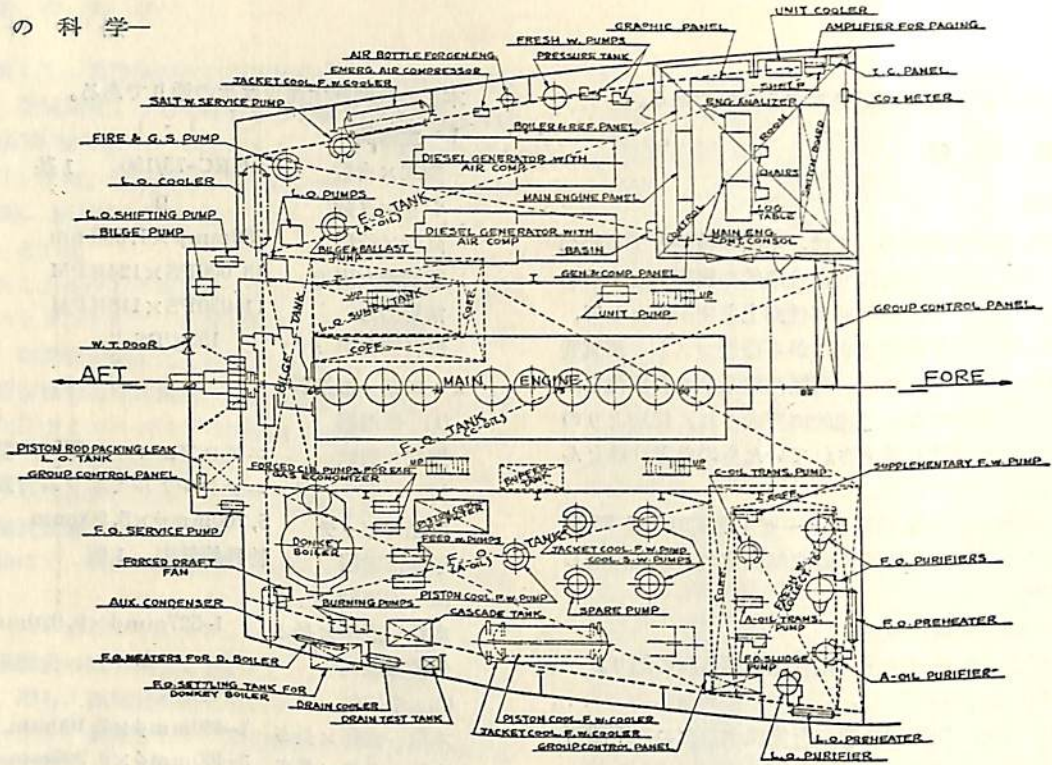 の科学—
UNIT COOLER
AMPLIFIER FOR PAGING
GRAPHIC PANEL
FRESH W. PUMPS
PRESSURE TANK
AIR BOTTLE FOR GEN. ENG
EMERG. AIR COMPRESSOR
JACKET COOL. F.W. COOLER
SALT W. SERVICE PUMP
SHELF
I.C. PANEL
CO2 METER
ENG. ANALIZER
BOILER & REF. PANEL
FIRE & G.S. PUMP
L.O. COOLER
DIESEL GENERATOR WITH
AIR COMP
CONTROL ROOM
CHAIRS
SWITCH BOARD
L.O. PUMPS
F.O. TANK
(A-OIL)
MAIN ENGINE PANEL
LOG
TABLE
L.O. SHIFTING PUMP
BILGE PUMP
DIESEL GENERATOR WITH
AIR COMP
MAIN ENG.
CONT. CONSOL
BILGE & BALLAST
PUMP
BASIN
GEN. & COMP. PANEL
L.O. SUMP TANK
UP
COFF.
UP
UNIT PUMP
GROUP CONTROL PANEL
BILGE TANK
COFF.
W.T. DOOR
AFT
MAIN ENGINE
FORE
F.O. TANK
(C-OIL)
PISTON ROD PACKING LEAK
L.O. TANK
GROUP CONTROL PANEL
FORCED CIR. PUMPS FOR EXH.
GAS ECONOMIZER
UP
UP
C-OIL TRANS. PUMP
SUPPLEMENTARY F.W. PUMP
COFF.
F.O. SERVICE PUMP
DONKEY
BOILER
FEED W. PUMPS
F.O. TANK
(A-OIL)
JACKET COOL. F.W. PUMP
COOL. S.W. PUMPS
COFF.
F.O. PURIFIERS
FORCED DRAFT
FAN
BURNING PUMPS
PISTON COOL. F.W. PUMP
SPARE PUMP
A-OIL TRANS.
PUMP
AUX. CONDENSER
CASCADE TANK
F.O. PREHEATER
F.O. HEATERS FOR D. BOILER
F.O. SLUDGE
A-OIL PURIFIER
F.O. SETTLING TANK FOR
DONKEY BOILER
DRAIN COOLER
DRAIN TEST TANK
PISTON COOL. F.W. COOLER
JACKET COOL. F.W. COOLER
GROUP CONTROL PANEL
L.O. PREHEATER
L.O. PURIFIER